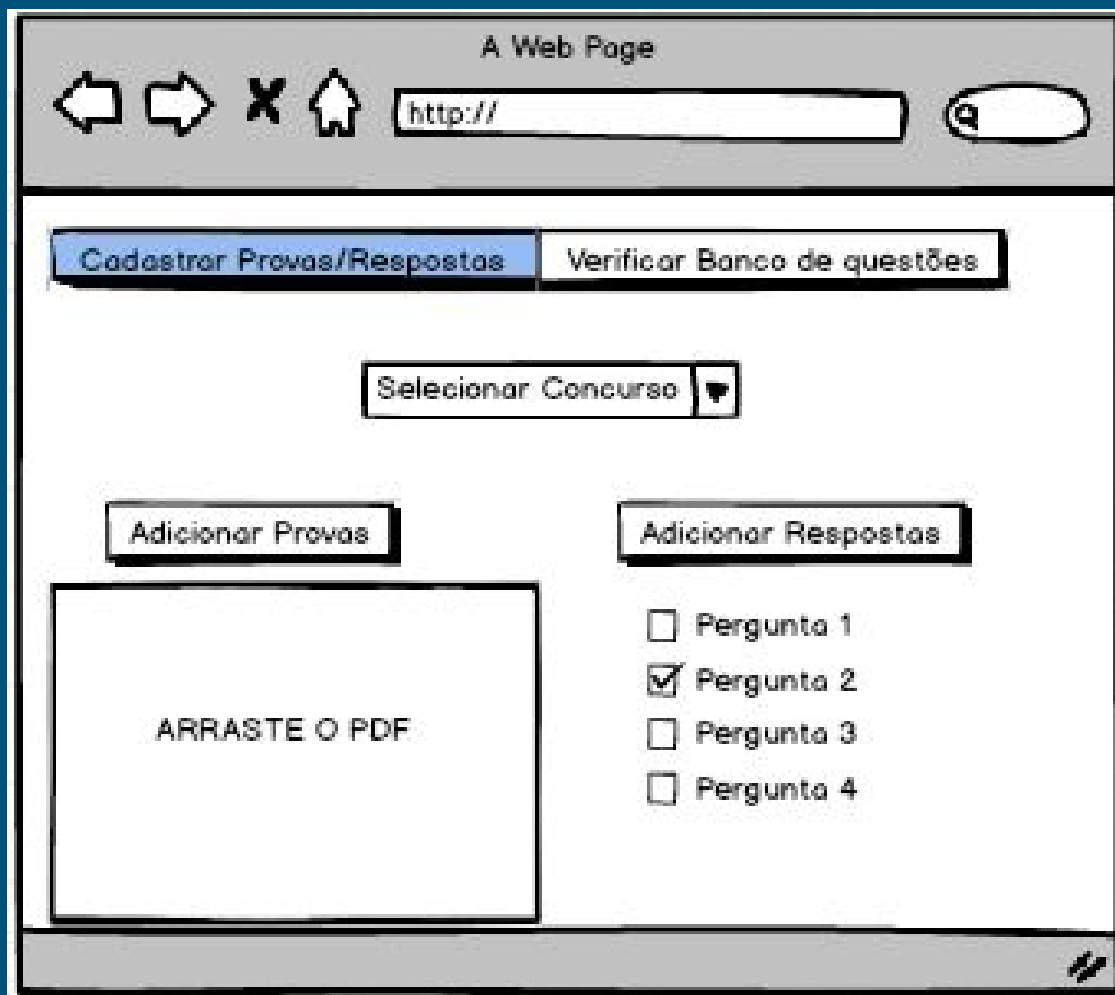 A Web Page
http://
Cadastrar Provas/Respostas
Verificar Banco de questões
Selecionar Concurso
Adicionar Provas
Adicionar Respostas
ARRASTE O PDF
Pergunta 1
Pergunta 2
Pergunta 3
Pergunta 4